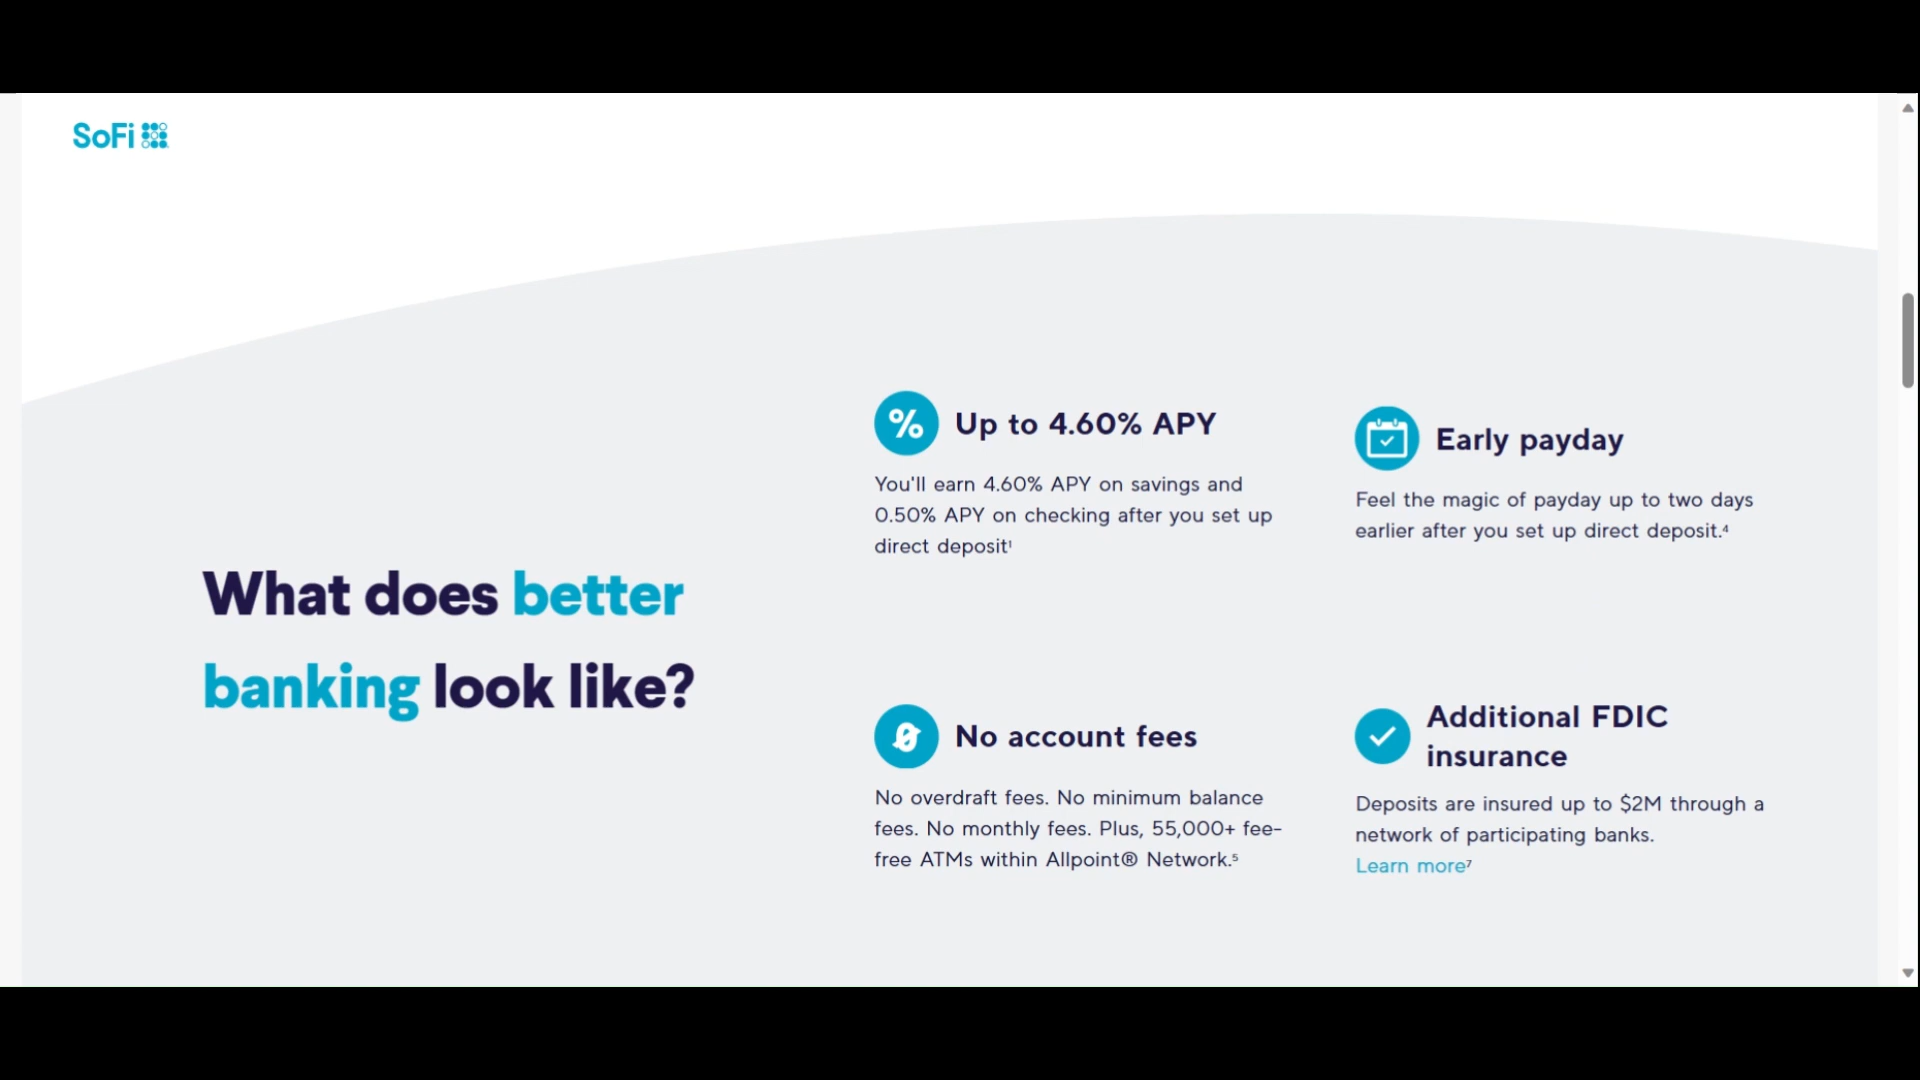 SoFi
What does better
banking look like?
Up to 4.60% APY
You'll earn 4.60% APY on savings and
0.50% APY on checking after you set up
direct deposit¹
Early payday
Feel the magic of payday up to two days
earlier after you set up direct deposit.⁴
No account fees
No overdraft fees. No minimum balance
fees. No monthly fees. Plus, 55,000+ fee-
free ATMs within Allpoint® Network.⁵
Additional FDIC
insurance
Deposits are insured up to $2M through a
network of participating banks.
Learn more⁷